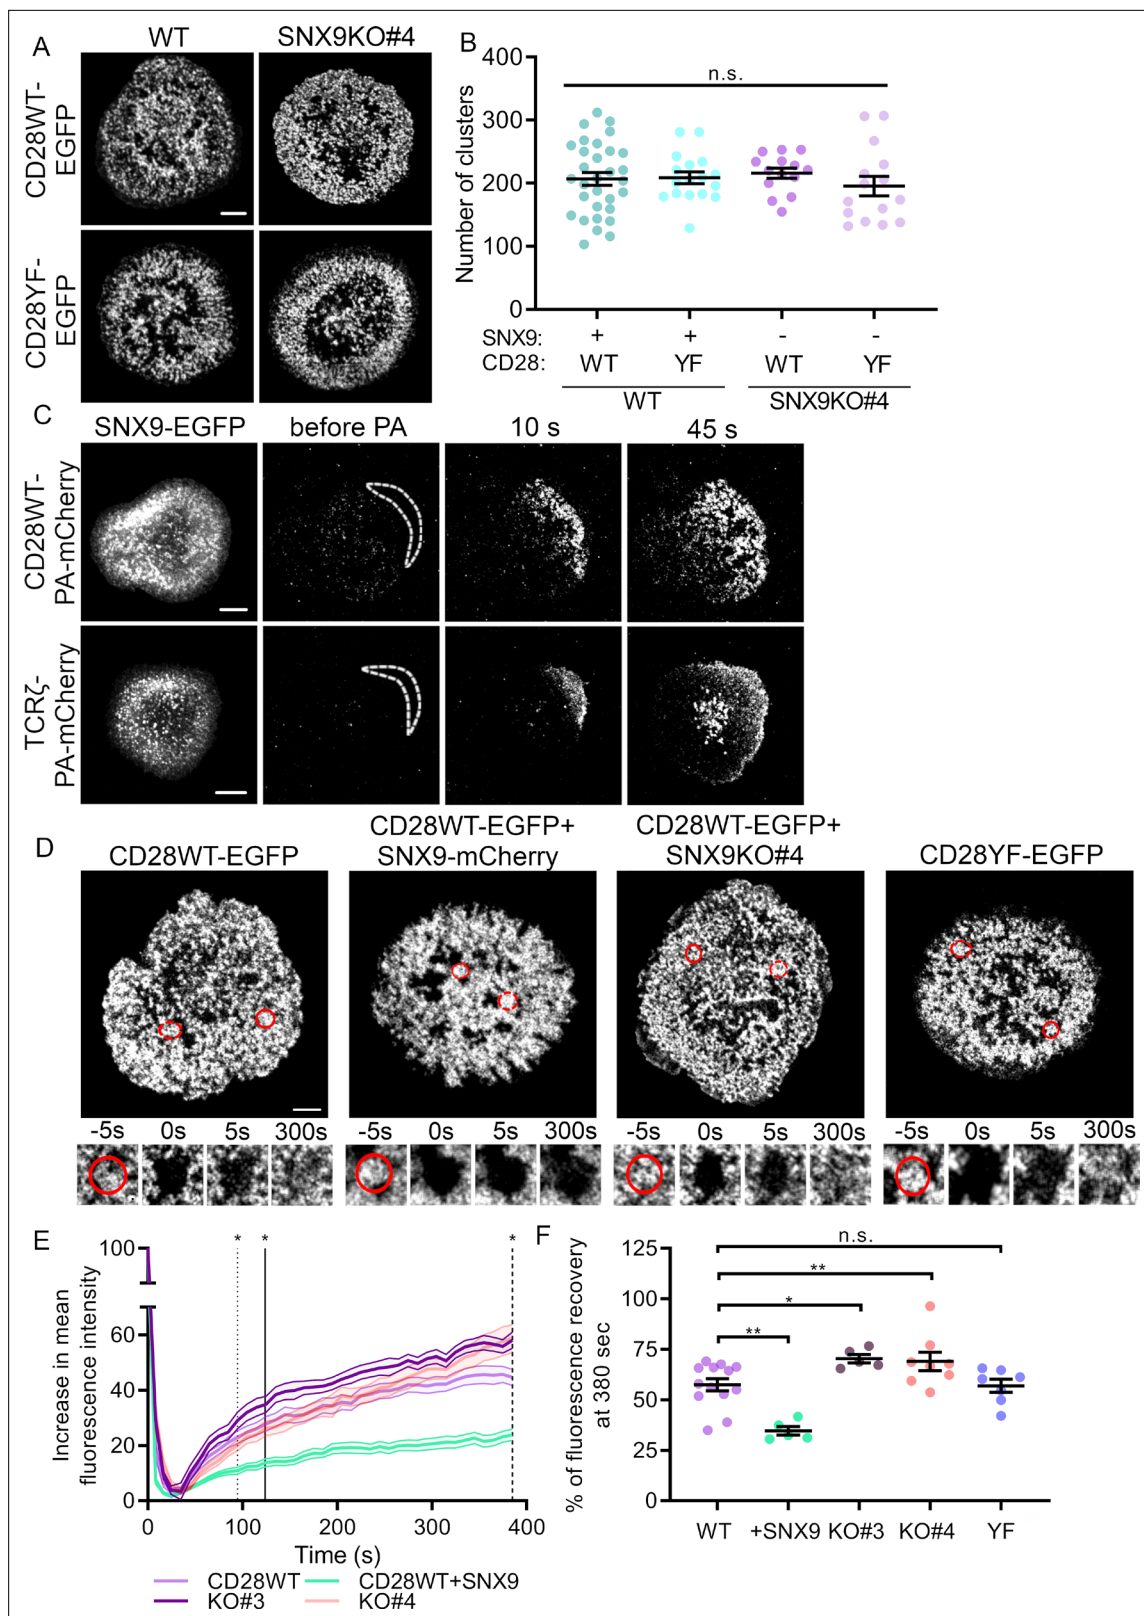 A
WT
SNX9KO#4
CD28WT-
EGFP
CD28YF-
EGFP
B
Number of clusters
400
300
200
100
0
n.s.
SNX9: + + - -
CD28: WT YF WT YF
WT SNX9KO#4
C
SNX9-EGFP before PA 10 s 45 s
CD28WT-
PA-mCherry
TCRζ-
PA-mCherry
D
CD28WT-EGFP
CD28WT-EGFP+
SNX9-mCherry
CD28WT-EGFP+
SNX9KO#4
CD28YF-EGFP
-5s 0s 5s 300s -5s 0s 5s 300s -5s 0s 5s 300s -5s 0s 5s 300s
E
Increase in mean
fluorescence intensity
100
60
40
20
0
* * *
0 100 200 300 400
Time (s)
CD28WT CD28WT+SNX9
KO#3 KO#4
F
% of fluorescence recovery
at 380 sec
125
100
75
50
25
0
n.s.
**
*
**
WT +SNX9 KO#3 KO#4 YF